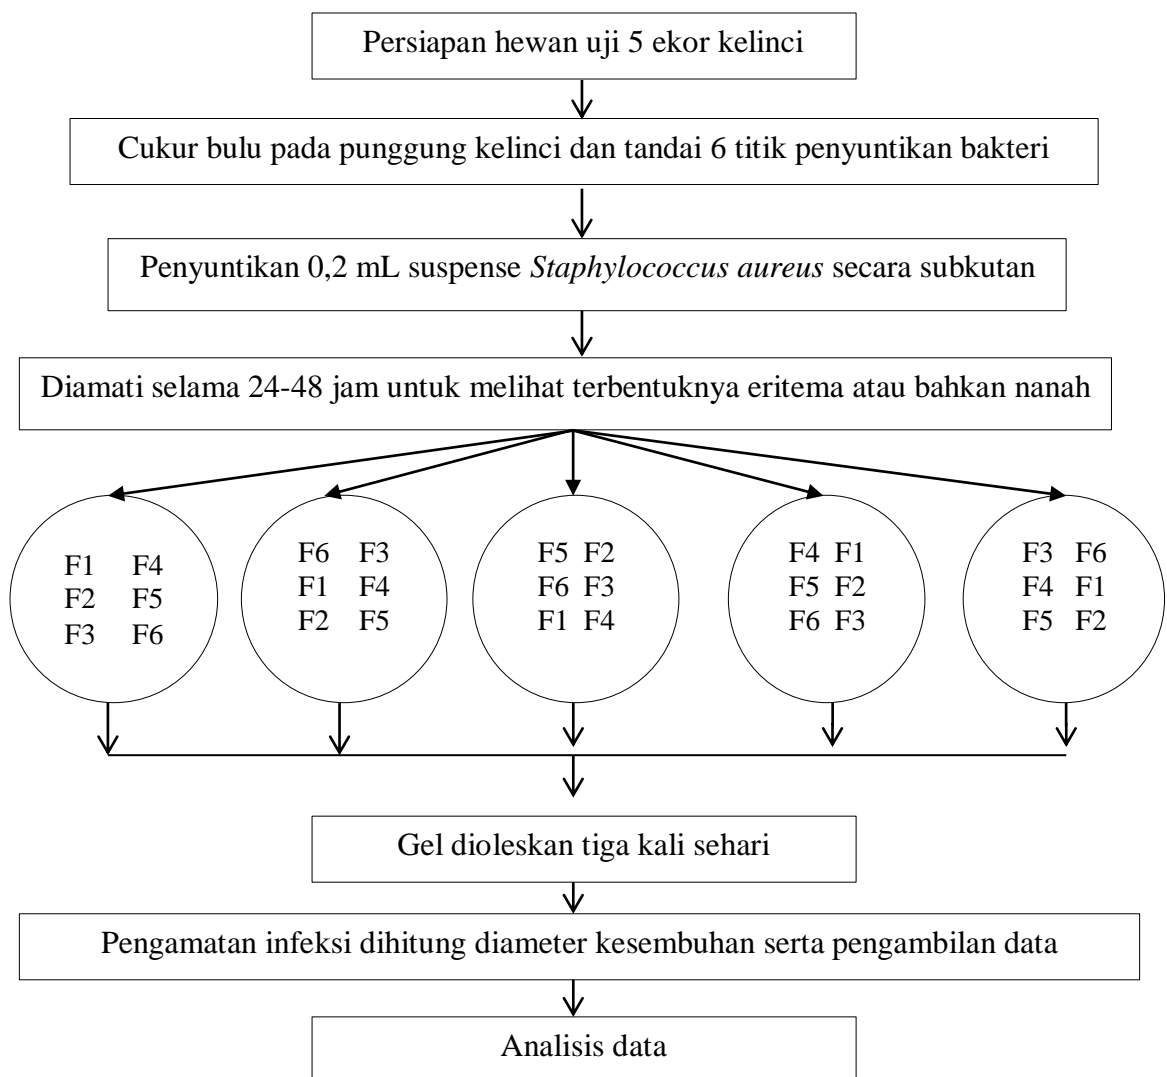 Persiapan hewan uji 5 ekor kelinci
Cukur bulu pada punggung kelinci dan tandai 6 titik penyuntikan bakteri
Penyuntikan 0,2 mL suspense Staphylococcus aureus secara subkutan
Diamati selama 24-48 jam untuk melihat terbentuknya eritema atau bahkan nanah
F1 F4
F2 F5
F3 F6
F6 F3
F1 F4
F2 F5
F5 F2
F6 F3
F1 F4
F4 F1
F5 F2
F6 F3
F3 F6
F4 F1
F5 F2
Gel dioleskan tiga kali sehari
Pengamatan infeksi dihitung diameter kesembuhan serta pengambilan data
Analisis data